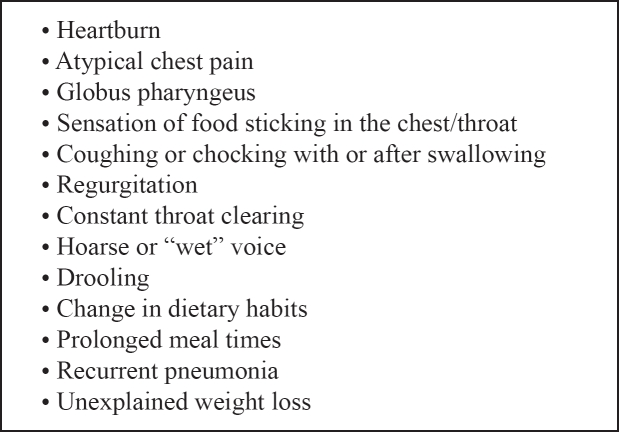 • Heartburn
• Atypical chest pain
• Globus pharyngeus
• Sensation of food sticking in the chest/throat
• Coughing or chocking with or after swallowing
• Regurgitation
• Constant throat clearing
• Hoarse or “wet” voice
• Drooling
• Change in dietary habits
• Prolonged meal times
• Recurrent pneumonia
• Unexplained weight loss